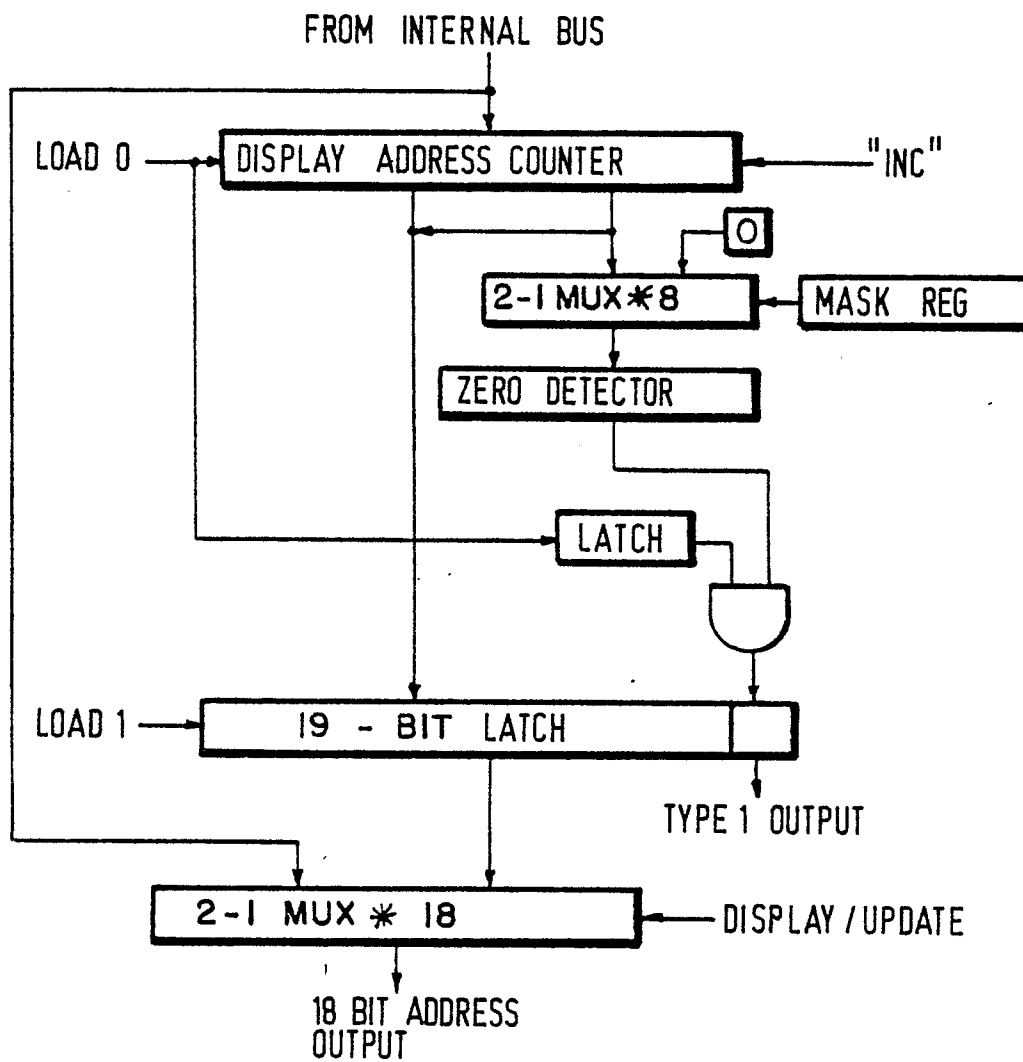 FROM INTERNAL BUS
LOAD 0
DISPLAY ADDRESS COUNTER
"INC"
0
2-1 MUX * 8
MASK REG
ZERO DETECTOR
LATCH
LOAD 1
19 - BIT LATCH
TYPE 1 OUTPUT
2-1 MUX * 18
DISPLAY / UPDATE
18 BIT ADDRESS
OUTPUT